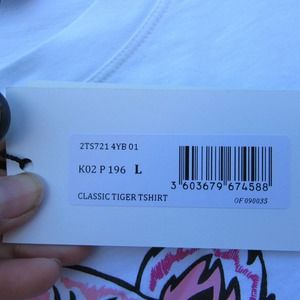 2TS721 4YB 01
K02 P 196 L
3 603679 674588
CLASSIC TIGER TSHIRT
OF 090035